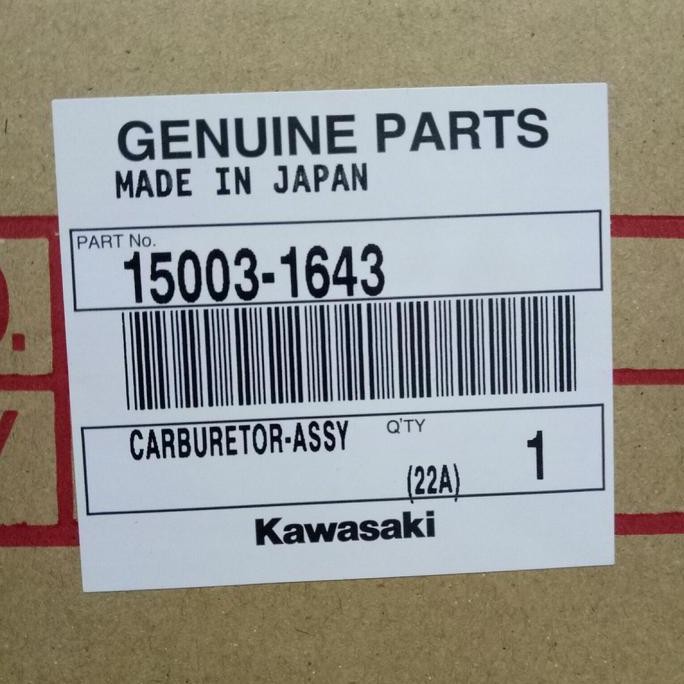 GENUINE PARTS
MADE IN JAPAN
PART No.
15003-1643
CARBURETOR-ASSY
Q'TY
(22A)
1
Kawasaki